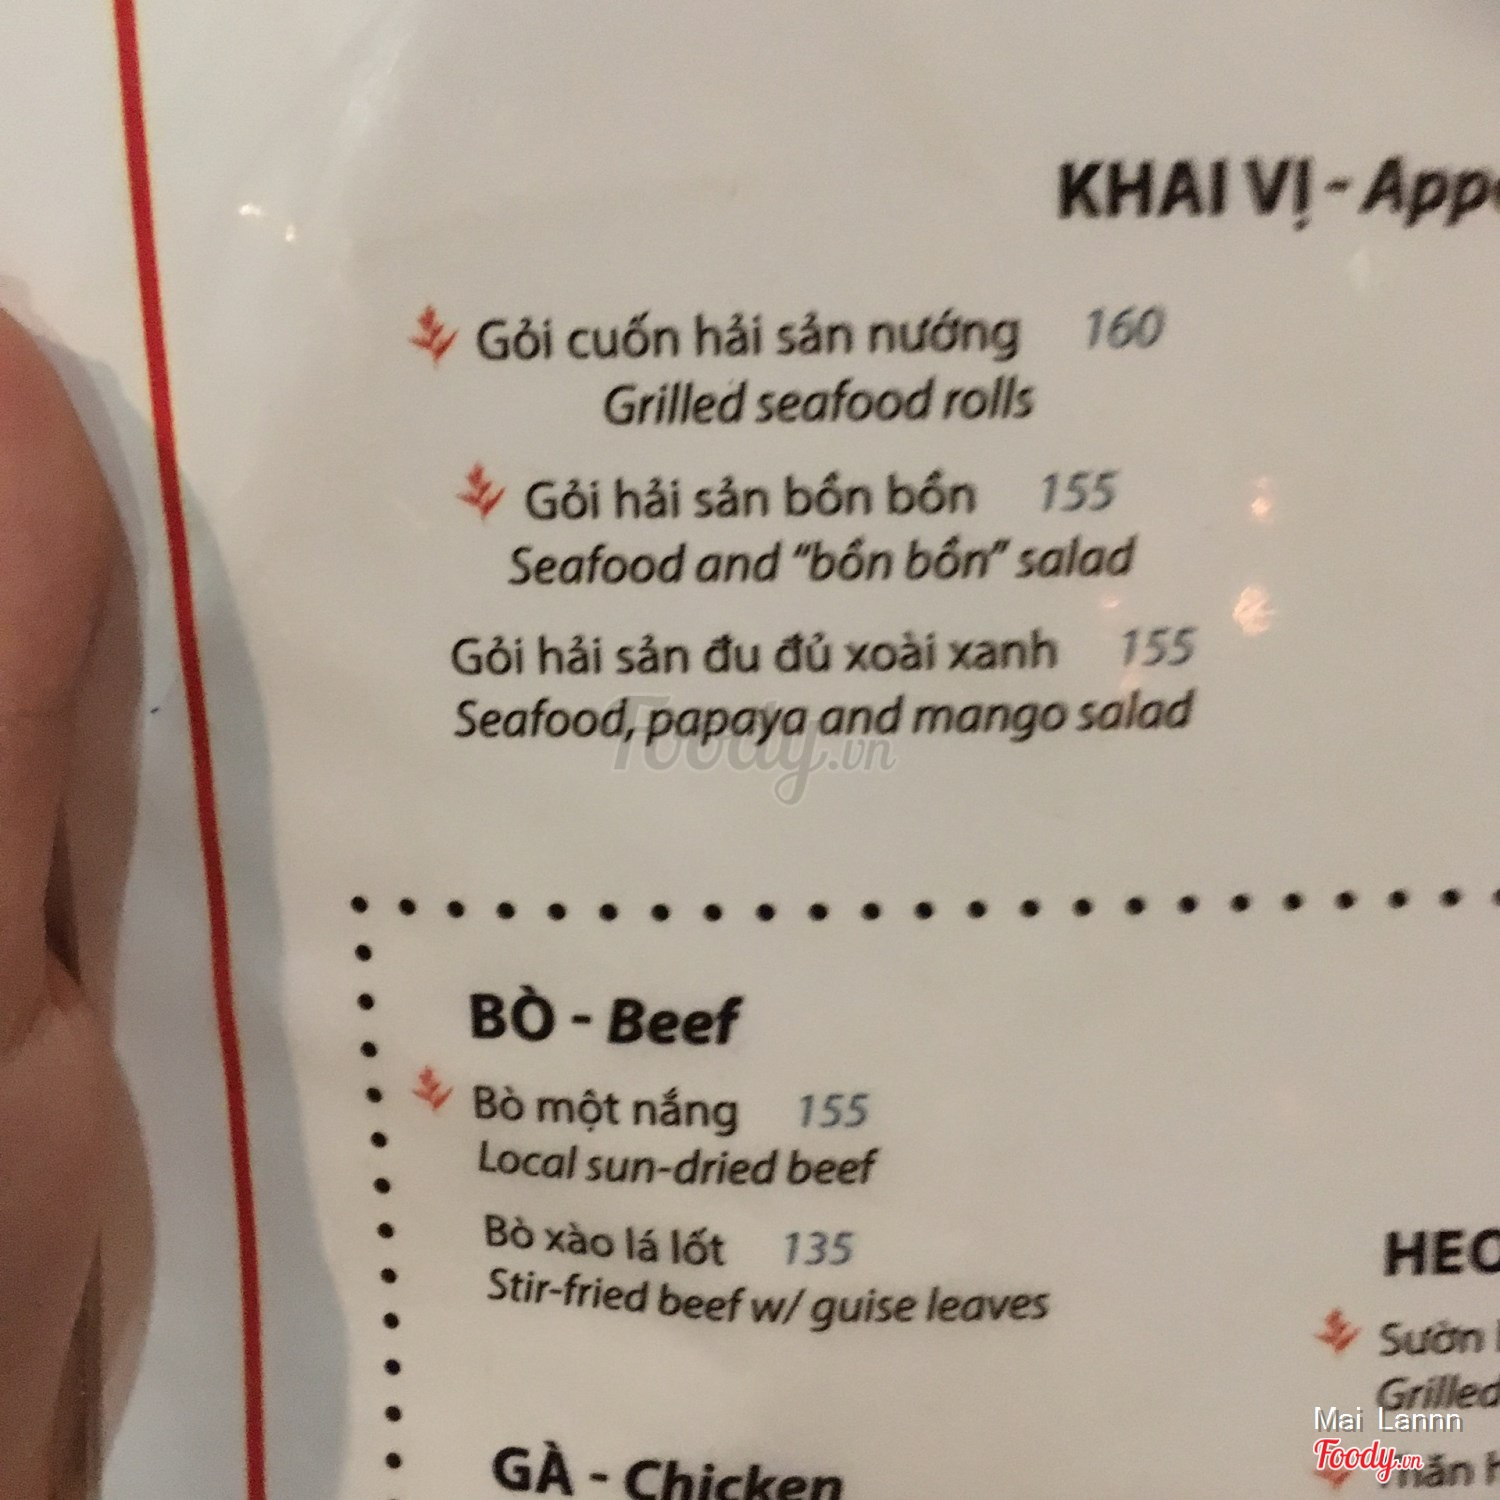 KHAI VỊ -
Gỏi cuốn hải sản nướng 160
Grilled seafood rolls
Gỏi hải sản bồn bồn 155
Seafood and “bồn bồn” salad
Gỏi hải sản đu đủ xoài xanh 155
Seafood, papaya and mango salad
Foody.vn
BÒ - Beef
Bò một nắng 155
Local sun-dried beef
Bò xào lá lốt 135
Stir-fried beef w/ guise leaves
HEO
Sườn
Grilled
Mai Lannn
Foody.vn
GÀ - Chicken